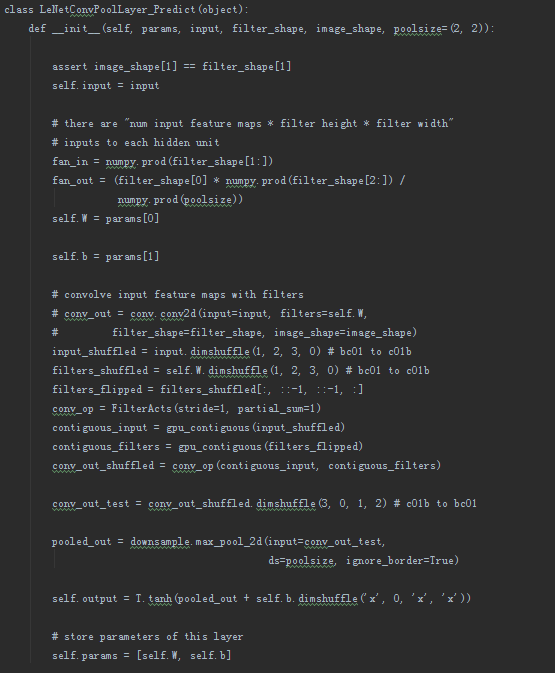 class LeNetConvPoolLayer_Predict(object):
    def __init__(self, params, input, filter_shape, image_shape, poolsize=(2, 2)):

        assert image_shape[1] == filter_shape[1]
        self.input = input

        # there are "num input feature maps * filter height * filter width"
        # inputs to each hidden unit
        fan_in = numpy.prod(filter_shape[1:])
        fan_out = (filter_shape[0] * numpy.prod(filter_shape[2:]) /
                   numpy.prod(poolsize))
        self.W = params[0]

        self.b = params[1]

        # convolve input feature maps with filters
        # conv_out = conv.conv2d(input=input, filters=self.W,
        #         filter_shape=filter_shape, image_shape=image_shape)
        input_shuffled = input.dimshuffle(1, 2, 3, 0) # bc01 to c01b
        filters_shuffled = self.W.dimshuffle(1, 2, 3, 0) # bc01 to c01b
        filters_flipped = filters_shuffled[:, ::-1, ::-1, :]
        conv_op = FilterActs(stride=1, partial_sum=1)
        contiguous_input = gpu_contiguous(input_shuffled)
        contiguous_filters = gpu_contiguous(filters_flipped)
        conv_out_shuffled = conv_op(contiguous_input, contiguous_filters)

        conv_out_test = conv_out_shuffled.dimshuffle(3, 0, 1, 2) # c01b to bc01

        pooled_out = downsample.max_pool_2d(input=conv_out_test,
                                            ds=poolsize, ignore_border=True)

        self.output = T.tanh(pooled_out + self.b.dimshuffle('x', 0, 'x', 'x'))

        # store parameters of this layer
        self.params = [self.W, self.b]